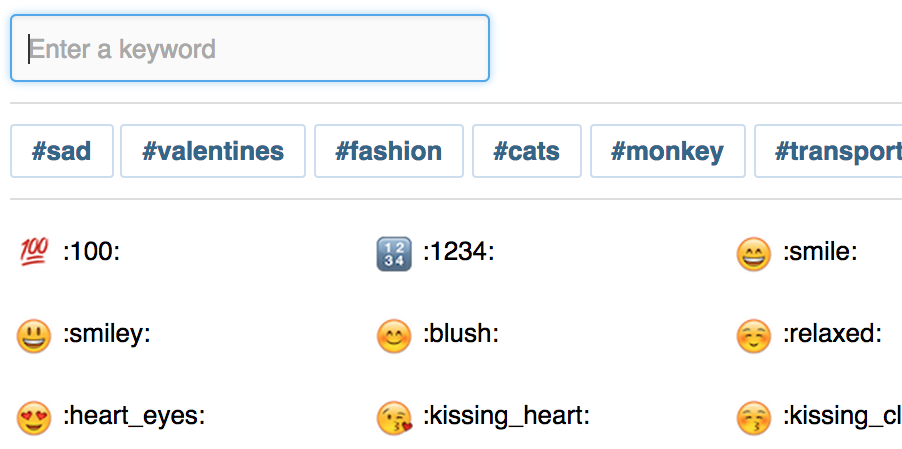 Enter a keyword
#sad #valentines #fashion #cats #monkey #transport
💯 :100: 🔢 :1234: 😄 :smile:
😃 :smiley: 😊 :blush: ☺️ :relaxed:
😍 :heart_eyes: 😘 :kissing_heart: 😚 :kissing_cl